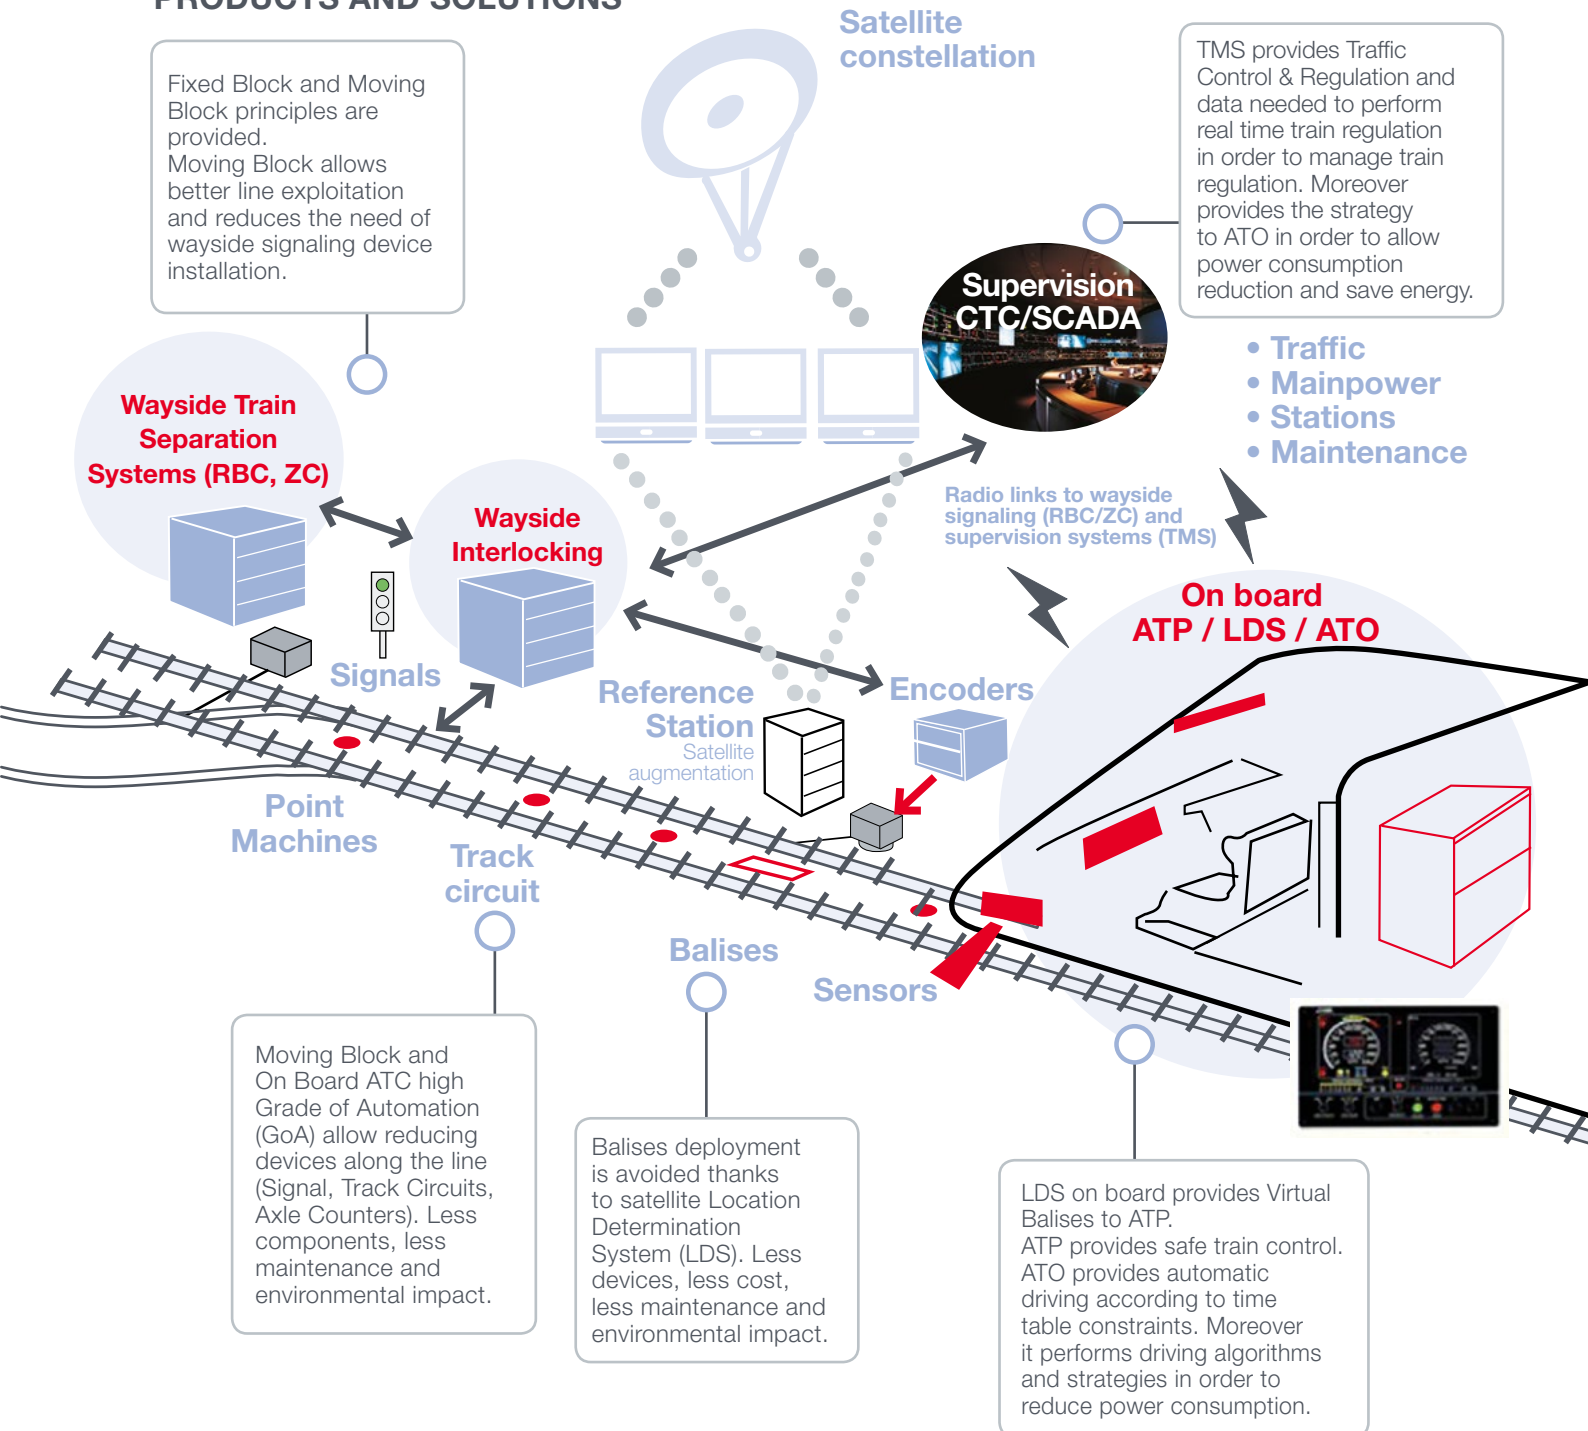 PRODUCTS AND SOLUTIONS
Satellite
constellation
Fixed Block and Moving
Block principles are
provided.
Moving Block allows
better line exploitation
and reduces the need of
wayside signaling device
installation.
TMS provides Traffic
Control & Regulation and
data needed to perform
real time train regulation
in order to manage train
regulation. Moreover
provides the strategy
to ATO in order to allow
power consumption
reduction and save energy.
Supervision
CTC/SCADA
• Traffic
• Mainpower
• Stations
• Maintenance
Wayside Train
Separation
Systems (RBC, ZC)
Wayside
Interlocking
Radio links to wayside
signaling (RBC/ZC) and
supervision systems (TMS)
On board
ATP / LDS / ATO
Signals
Reference
Station
Satellite
augmentation
Encoders
Point
Machines
Track
circuit
Balises
Sensors
Moving Block and
On Board ATC high
Grade of Automation
(GoA) allow reducing
devices along the line
(Signal, Track Circuits,
Axle Counters). Less
components, less
maintenance and
environmental impact.
Balises deployment
is avoided thanks
to satellite Location
Determination
System (LDS). Less
devices, less cost,
less maintenance and
environmental impact.
LDS on board provides Virtual
Balises to ATP.
ATP provides safe train control.
ATO provides automatic
driving according to time
table constraints. Moreover
it performs driving algorithms
and strategies in order to
reduce power consumption.